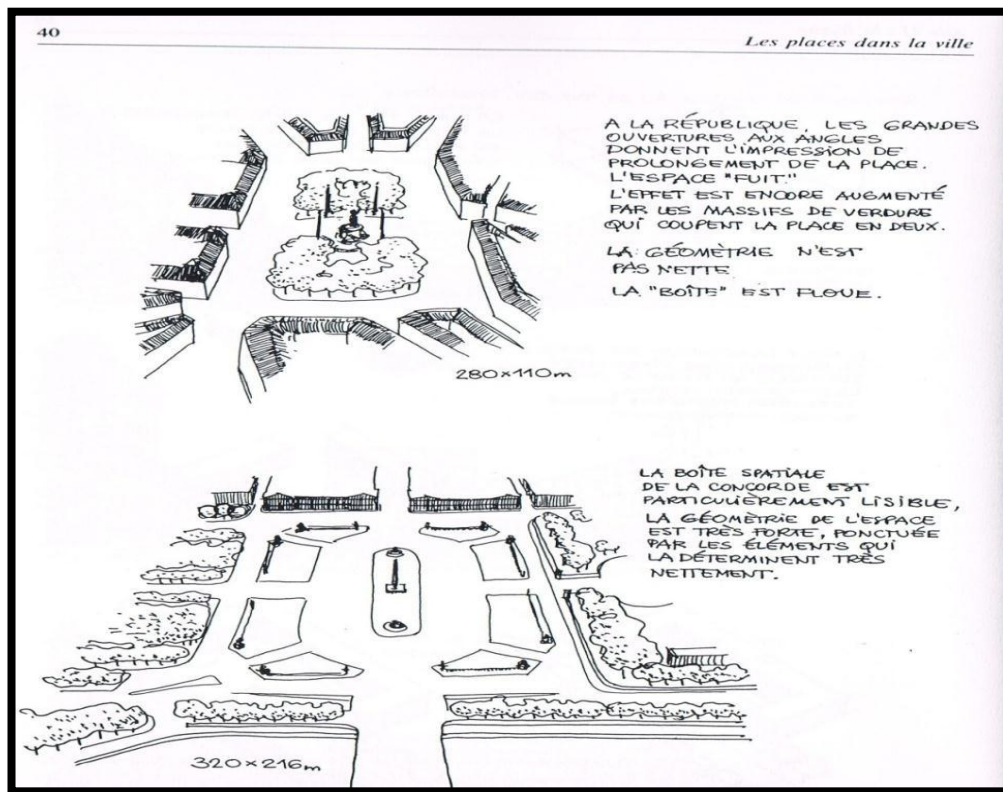 40
Les places dans la ville
A LA RÉPUBLIQUE, LES GRANDES
OUVERTURES AUX ANGLES
DONNENT L'IMPRESSION DE
PROLONGEMENT DE LA PLACE.
L'ESPACE "FUIT."
L'EFFET EST ENCORE AUGMENTÉ
PAR LES MASSIFS DE VERDURE
QUI COUPENT LA PLACE EN DEUX.
LA GÉOMÈTRIE N'EST
PAS NETTE
LA "BOÎTE" EST FLOUE.
280×110m
LA BOÎTE SPATIALE
DE LA CONCORDE EST
PARTICULIÈREMENT LISIBLE,
LA GÉOMÈTRIE DE L'ESPACE
EST TRÈS FORTE, PONCTUÉE
PAR LES ÉLÉMENTS QUI
LA DÉTERMINENT TRÈS
NETTEMENT.
320×216m